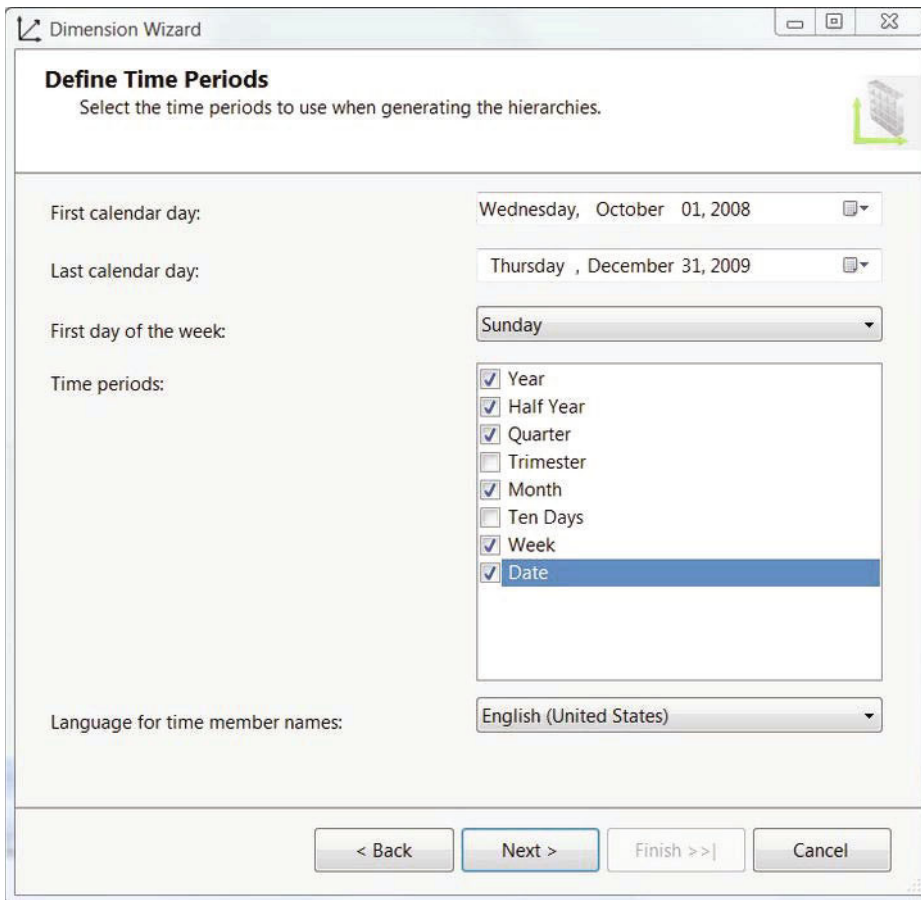 Dimension Wizard
Define Time Periods
Select the time periods to use when generating the hierarchies.
First calendar day:
Wednesday, October 01, 2008
Last calendar day:
Thursday , December 31, 2009
First day of the week:
Sunday
Time periods:
Year
Half Year
Quarter
Trimester
Month
Ten Days
Week
Date
Language for time member names:
English (United States)
< Back
Next >
Finish >>|
Cancel